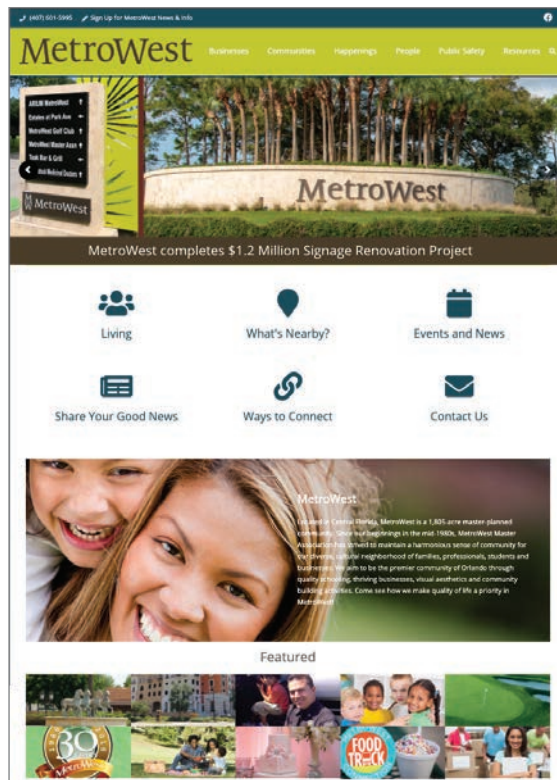 (407) 601-5995 Sign Up for MetroWest News & Info
MetroWest
Businesses Communities Happenings People Public Safety Resources
ARIUM MetroWest
Estates at Park Ave
MetroWest Golf Club
MetroWest Master Assn
Teak Bar & Grill
MetroWest
MetroWest
MetroWest completes $1.2 Million Signage Renovation Project
Living
What's Nearby?
Events and News
Share Your Good News
Ways to Connect
Contact Us
MetroWest
Located in Central Florida, MetroWest is a 1,805-acre master-planned
community. Since our beginnings in the mid-1980s, MetroWest Master
Association has strived to maintain a harmonious sense of community for
our diverse, cultural neighborhood of families, professionals, students and
businesses. We aim to be the premier community of Orlando through
quality schooling, thriving businesses, visual aesthetics and community
building activities. Come see how we make quality of life a priority in
MetroWest!
Featured
30
MetroWest
FOOD
TRUCK